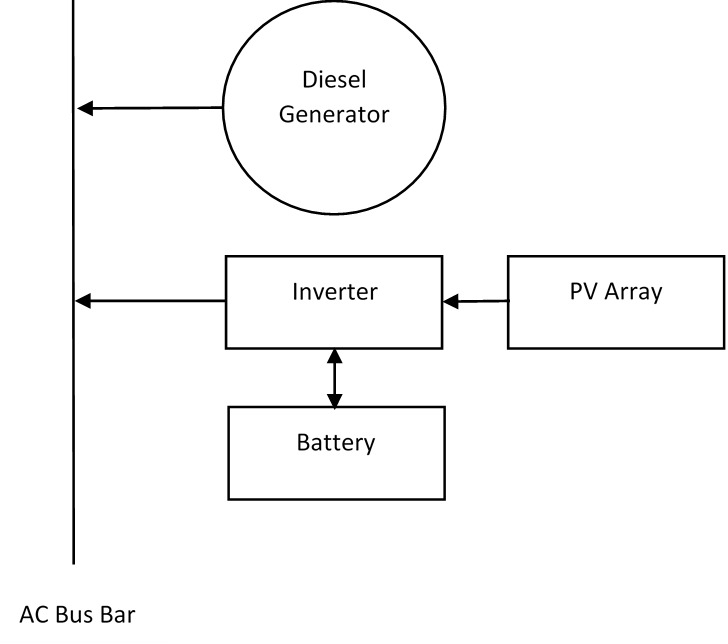 Diesel
Generator
Inverter
PV Array
Battery
AC Bus Bar